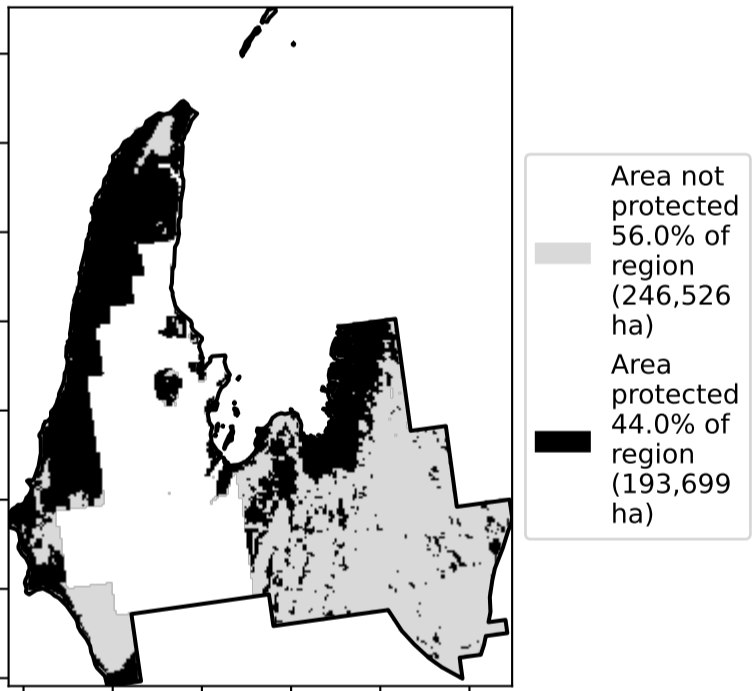 Area not
protected
56.0% of
region
(246,526
ha)
Area
protected
44.0% of
region
(193,699
ha)